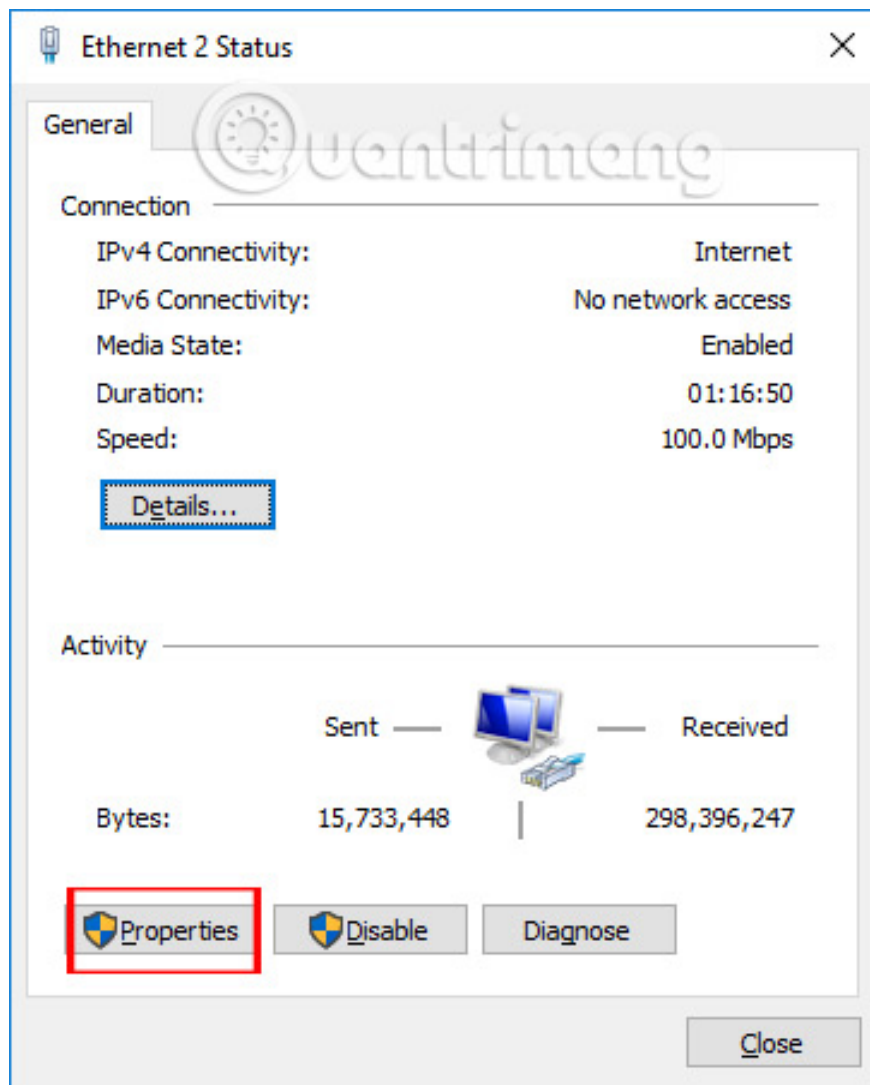 Ethernet 2 Status
Quantrimang
General
Connection
IPv4 Connectivity: Internet
IPv6 Connectivity: No network access
Media State: Enabled
Duration: 01:16:50
Speed: 100.0 Mbps
Details...
Activity
Sent Received
Bytes: 15,733,448 298,396,247
Properties Disable Diagnose
Close